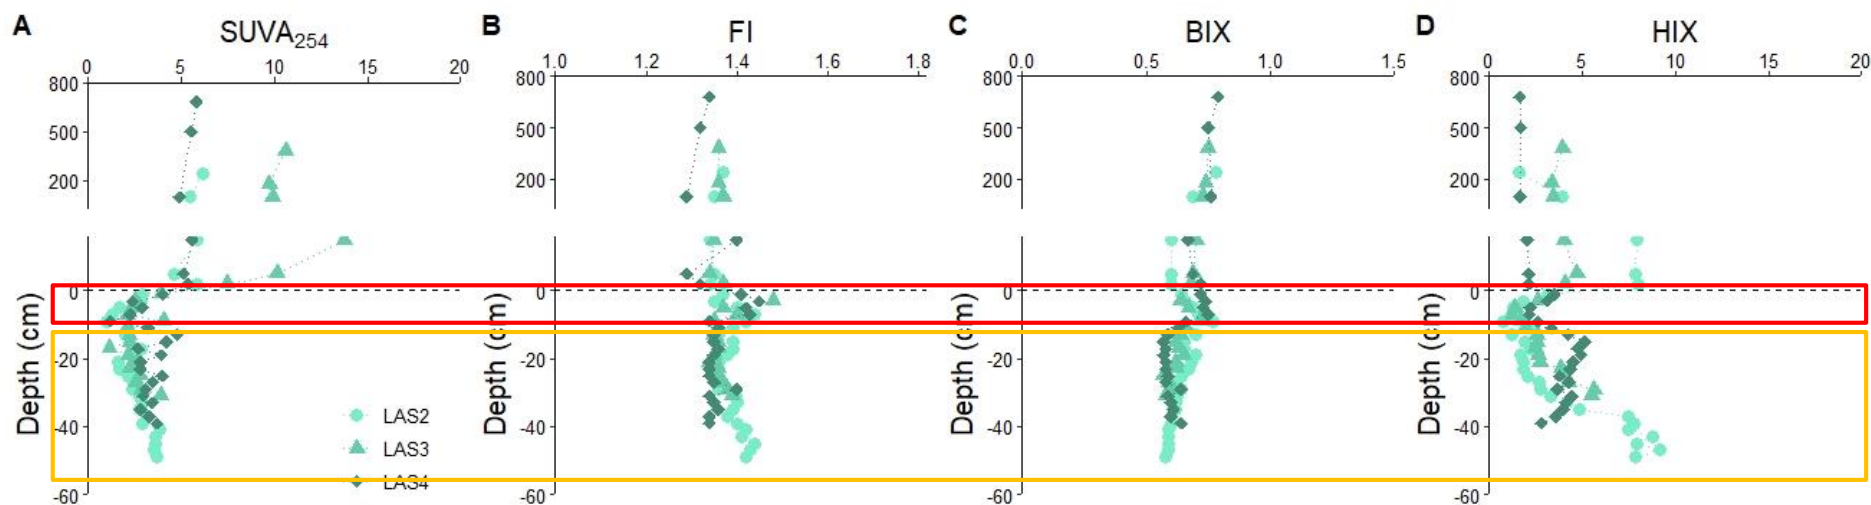 A SUVA254 B FI C BIX D HIX
0 5 10 15 20 1.0 1.2 1.4 1.6 1.8 0.0 0.5 1.0 1.5 0 5 10 15 20
800 800 800 800
500 500 500 500
200 200 200 200
0 0 0 0
-20 -20 -20 -20
-40 -40 -40 -40
-60 -60 -60 -60
Depth (cm) Depth (cm) Depth (cm) Depth (cm)
LAS2
LAS3
LAS4